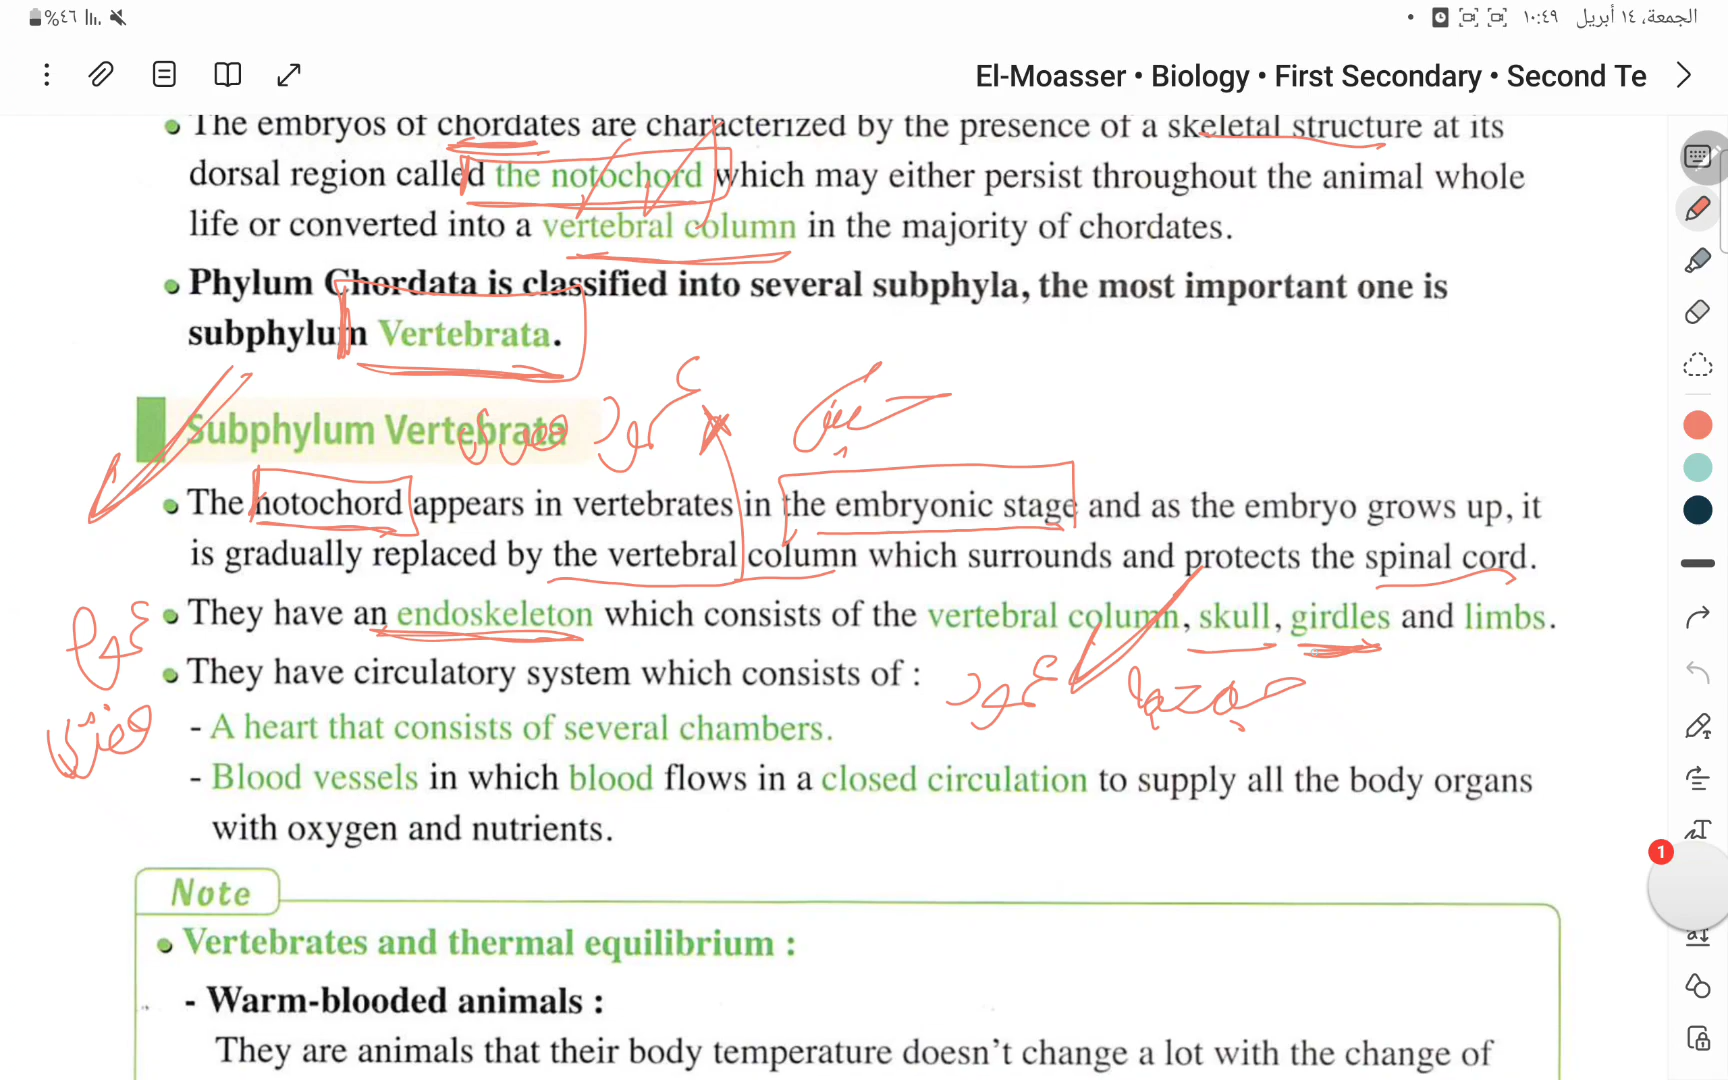 %٤٦
الجمعة، ١٤ أبريل ١٠:٤٩
El-Moasser • Biology • First Secondary • Second Te
The embryos of chordates are characterized by the presence of a skeletal structure at its
dorsal region called the notochord which may either persist throughout the animal whole
life or converted into a vertebral column in the majority of chordates.
Phylum Chordata is classified into several subphyla, the most important one is
subphylum Vertebrata.
عمود فقرى
Subphylum Vertebrata
The notochord appears in vertebrates in the embryonic stage and as the embryo grows up, it
is gradually replaced by the vertebral column which surrounds and protects the spinal cord.
They have an endoskeleton which consists of the vertebral column, skull, girdles and limbs.
They have circulatory system which consists of :
عمود
جمجمة
- A heart that consists of several chambers.
- Blood vessels in which blood flows in a closed circulation to supply all the body organs
with oxygen and nutrients.
1
Note
Vertebrates and thermal equilibrium :
- Warm-blooded animals :
They are animals that their body temperature doesn't change a lot with the change of